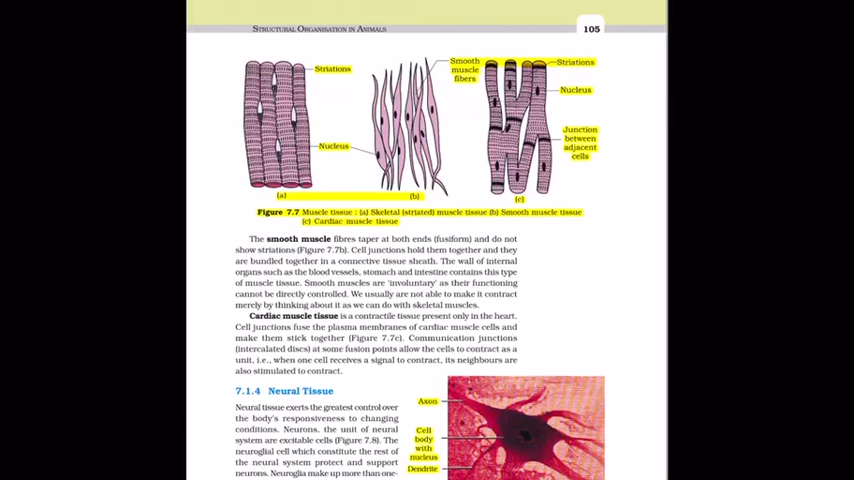 STRUCTURAL ORGANISATION IN ANIMALS
105
Striations
Nucleus
Smooth
muscle
fibers
Striations
Nucleus
Junction
between
adjacent
cells
(a)
(b)
(c)
Figure 7.7 Muscle tissue : (a) Skeletal (striated) muscle tissue (b) Smooth muscle tissue
(c) Cardiac muscle tissue
The smooth muscle fibres taper at both ends (fusiform) and do not
show striations (Figure 7.7b). Cell junctions hold them together and they
are bundled together in a connective tissue sheath. The wall of internal
organs such as the blood vessels, stomach and intestine contains this type
of muscle tissue. Smooth muscles are 'involuntary' as their functioning
cannot be directly controlled. We usually are not able to make it contract
merely by thinking about it as we can do with skeletal muscles.
Cardiac muscle tissue is a contractile tissue present only in the heart.
Cell junctions fuse the plasma membranes of cardiac muscle cells and
make them stick together (Figure 7.7c). Communication junctions
(intercalated discs) at some fusion points allow the cells to contract as a
unit, i.e., when one cell receives a signal to contract, its neighbours are
also stimulated to contract.
7.1.4 Neural Tissue
Neural tissue exerts the greatest control over
the body's responsiveness to changing
conditions. Neurons, the unit of neural
system are excitable cells (Figure 7.8). The
neuroglial cell which constitute the rest of
the neural system protect and support
neurons. Neuroglia make up more than one-
Axon
Cell
body
with
nucleus
Dendrite